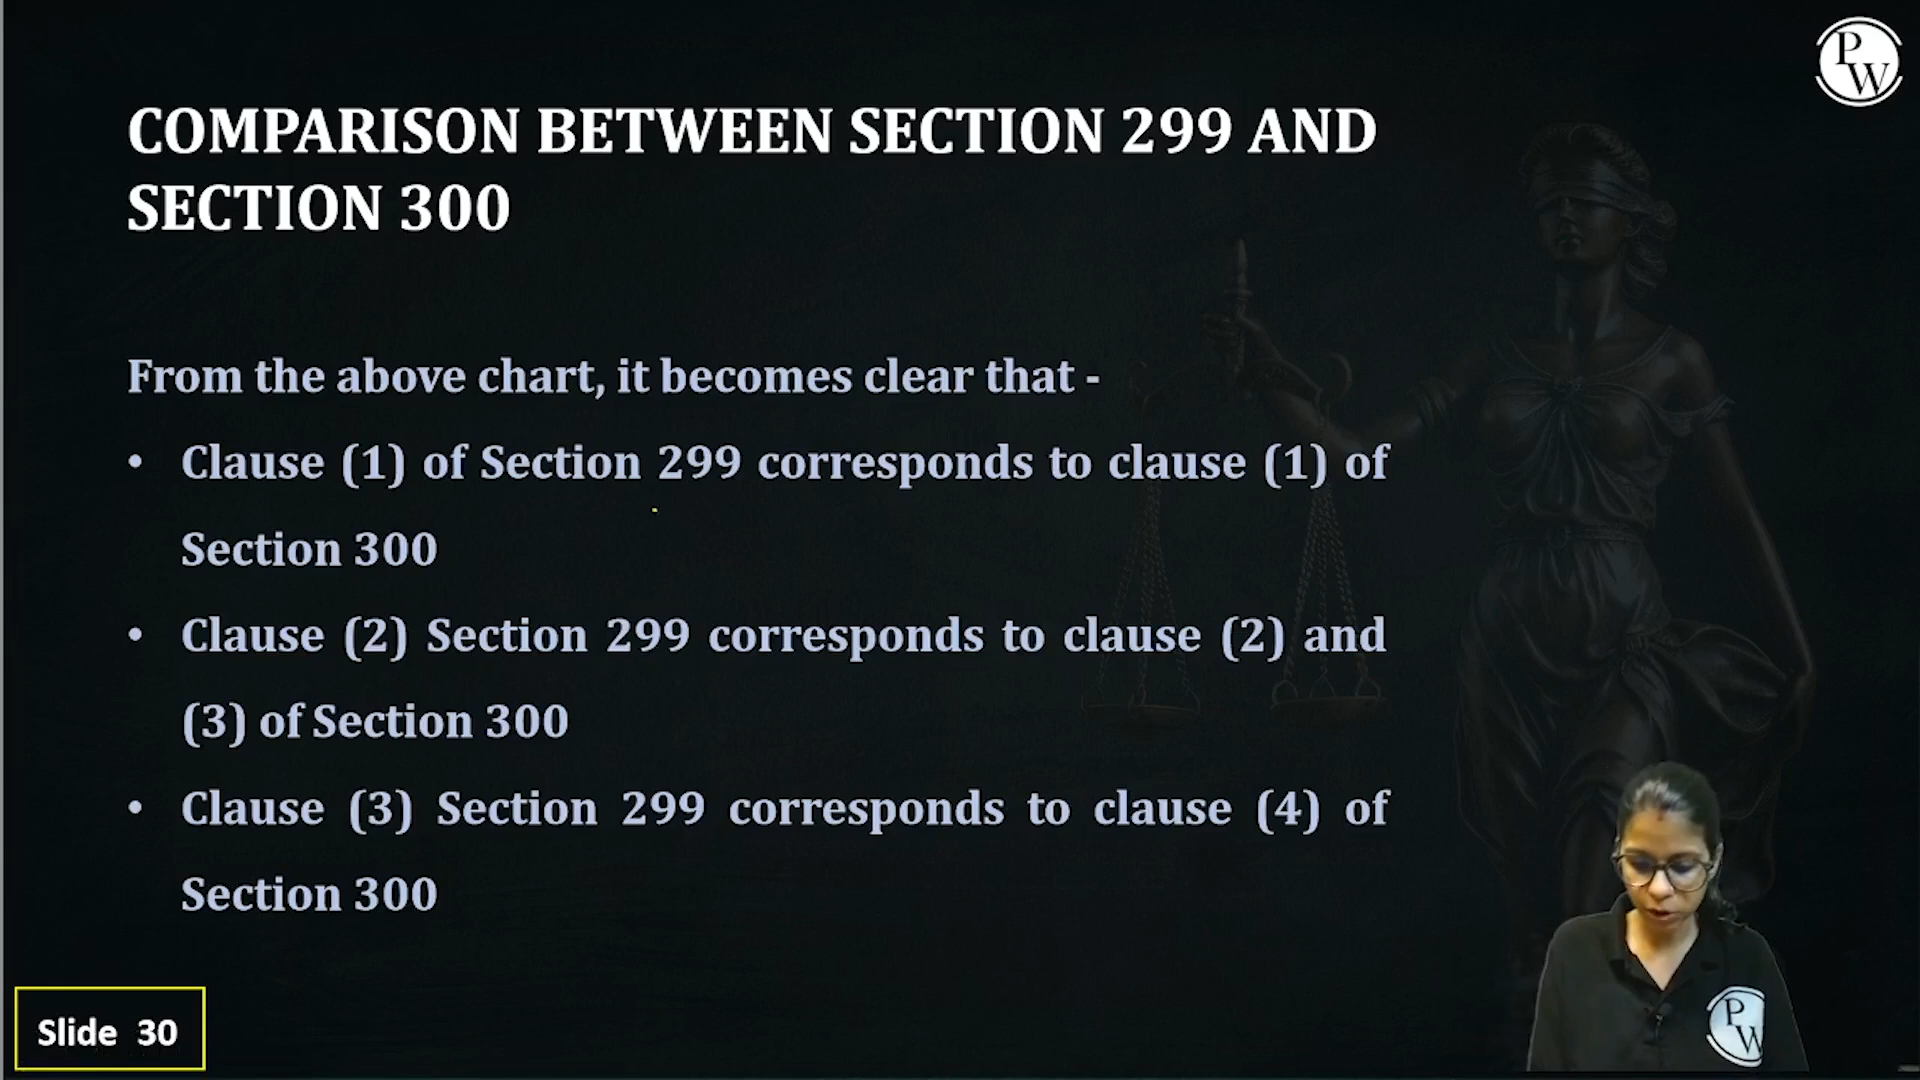 PW
COMPARISON BETWEEN SECTION 299 AND
SECTION 300
From the above chart, it becomes clear that -
• Clause (1) of Section 299 corresponds to clause (1) of
Section 300
• Clause (2) Section 299 corresponds to clause (2) and
(3) of Section 300
• Clause (3) Section 299 corresponds to clause (4) of
Section 300
PW
Slide 30